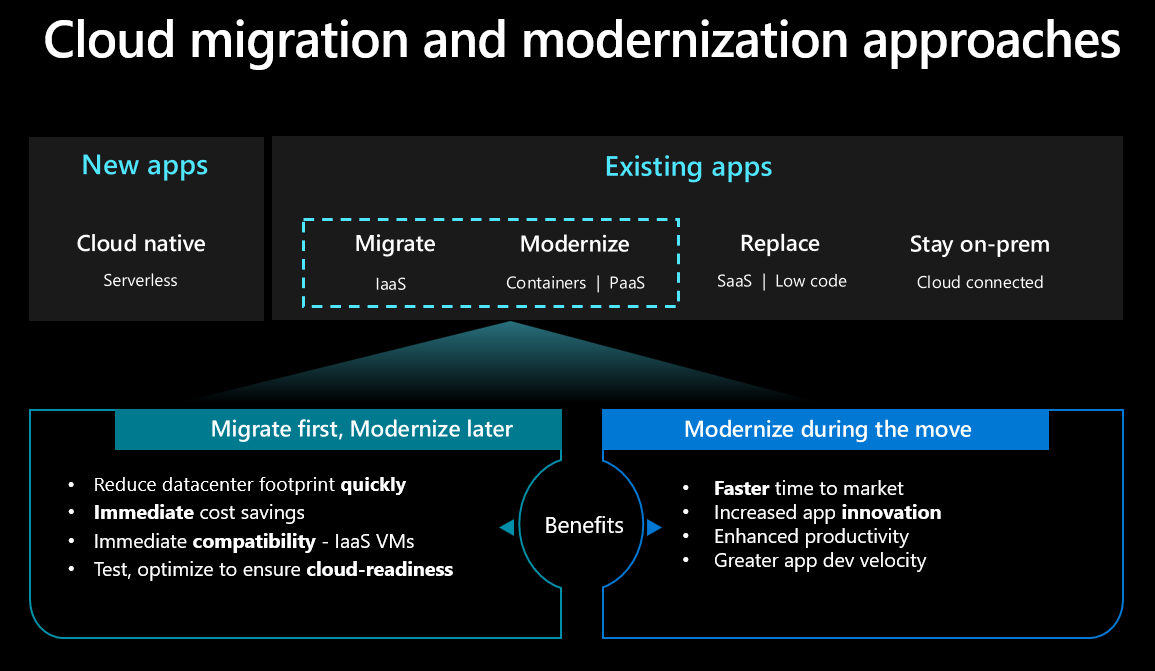 Cloud migration and modernization approaches
New apps
Existing apps
Cloud native
Serverless
Migrate
IaaS
Modernize
Containers | PaaS
Replace
SaaS | Low code
Stay on-prem
Cloud connected
Migrate first, Modernize later
• Reduce datacenter footprint quickly
• Immediate cost savings
• Immediate compatibility - IaaS VMs
• Test, optimize to ensure cloud-readiness
Benefits
Modernize during the move
• Faster time to market
• Increased app innovation
• Enhanced productivity
• Greater app dev velocity